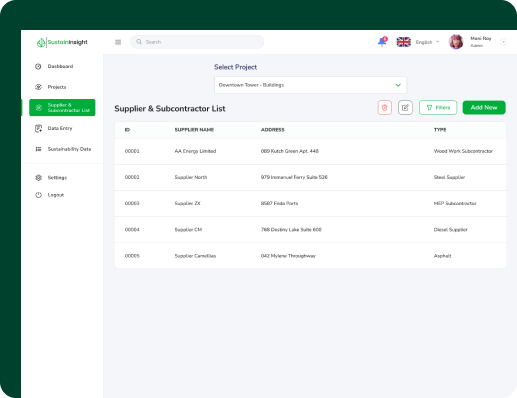 SustainInsight
Search
English
Moni Roy
Admin
Dashboard
Projects
Supplier &
Subcontractor List
Data Entry
Sustainability Data
Settings
Logout
Select Project
Downtown Tower - Buildings
Supplier & Subcontractor List
Filters
Add New
ID SUPPLIER NAME ADDRESS TYPE
00001 AA Energy Limited 089 Kutch Green Apt. 448 Wood Work Subcontractor
00002 Supplier North 979 Immanuel Ferry Suite 526 Steel Supplier
00003 Supplier ZX 8587 Frida Ports MEP Subcontractor
00004 Supplier CM 768 Destiny Lake Suite 600 Diesel Supplier
00005 Supplier Camellias 042 Mylene Throughway Asphalt